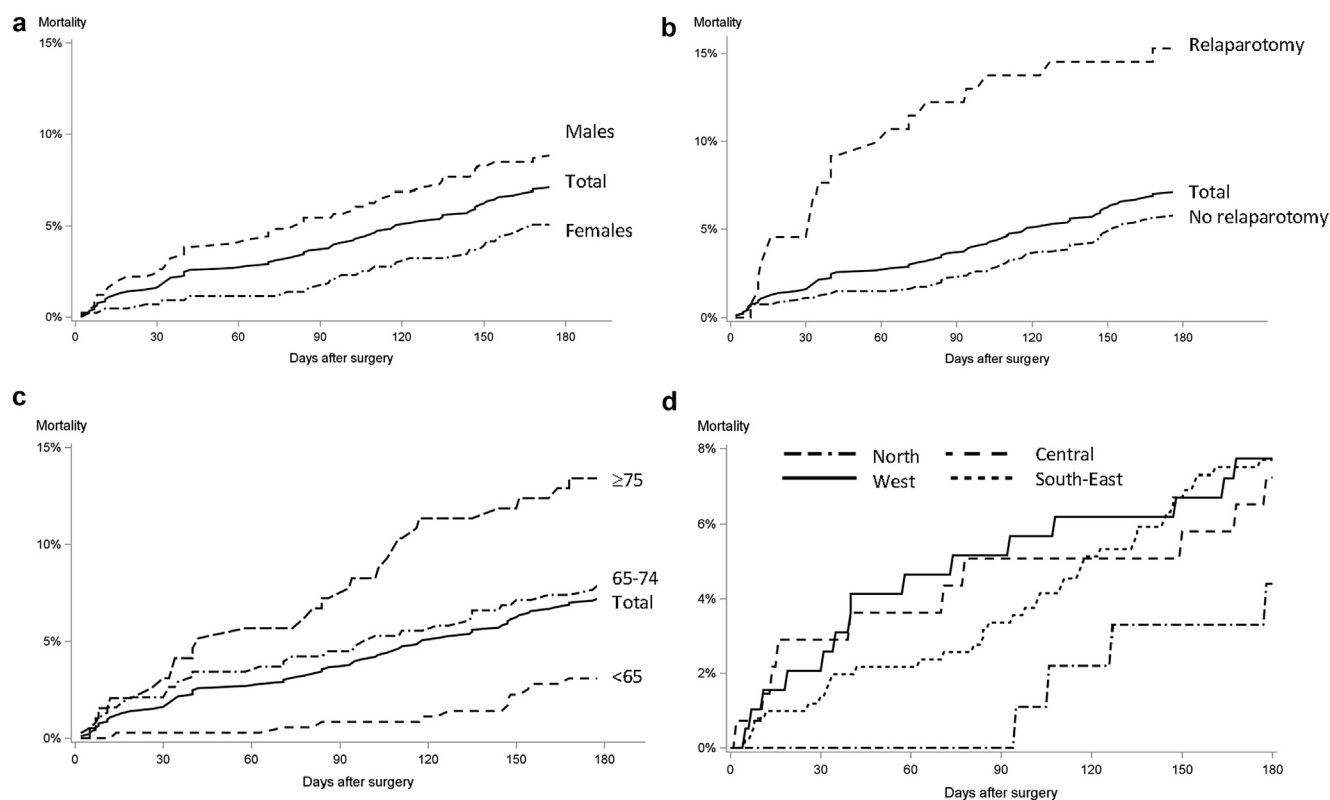 a
Mortality
15%
10%
5%
0%
Males
Total
Females
0 30 60 90 120 150 180
Days after surgery
b
Mortality
15%
10%
5%
0%
Relaparotomy
Total
No relaparotomy
0 30 60 90 120 150 180
Days after surgery
c
Mortality
15%
10%
5%
0%
≥75
65-74
Total
<65
0 30 60 90 120 150 180
Days after surgery
d
Mortality
8%
6%
4%
2%
0%
North Central
West South-East
0 30 60 90 120 150 180
Days after surgery